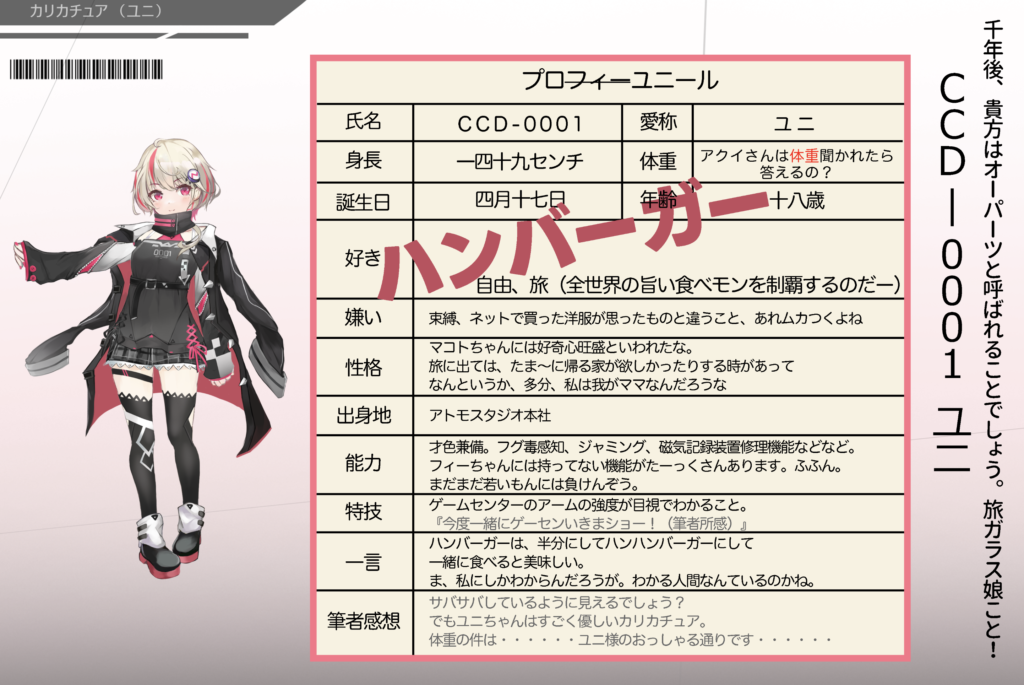 カリカチュア（ユニ）
千年後、貴方はオーパーツと呼ばれることでしょう。旅ガラス娘こと！
CCD－0001 ユニ
プロフィーユニール
氏名 CCD-0001 愛称 ユニ
身長 一四十九センチ 体重 アクイさんは体重聞かれたら
答えるの？
誕生日 四月十七日 年齢 十八歳
ハンバーガー
好き 自由、旅（全世界の旨い食べモンを制覇するのだー）
嫌い 束縛、ネットで買った洋服が思ったものと違うこと、あれムカつくよね
性格 マコトちゃんには好奇心旺盛といわれたな。
旅に出ては、たま～に帰る家が欲しかったりする時があって
なんというか、多分、私は我がママなんだろうな
出身地 アトモスタジオ本社
能力 才色兼備。フグ毒感知、ジャミング、磁気記録装置修理機能などなど。
フィーちゃんには持ってない機能がたーっくさんあります。ふふん。
まだまだ若いもんには負けんぞう。
特技 ゲームセンターのアームの強度が目視でわかること。
『今度一緒にゲーセンいきまショー！（筆者所感）』
一言 ハンバーガーは、半分にしてハンハンバーガーにして
一緒に食べると美味しい。
ま、私にしかわからんだろうが。わかる人間なんているのかね。
筆者感想 サバサバしているように見えるでしょう？
でもユニちゃんはすごく優しいカリカチュア。
体重の件は・・・・・・ユニ様のおっしゃる通りです・・・・・・